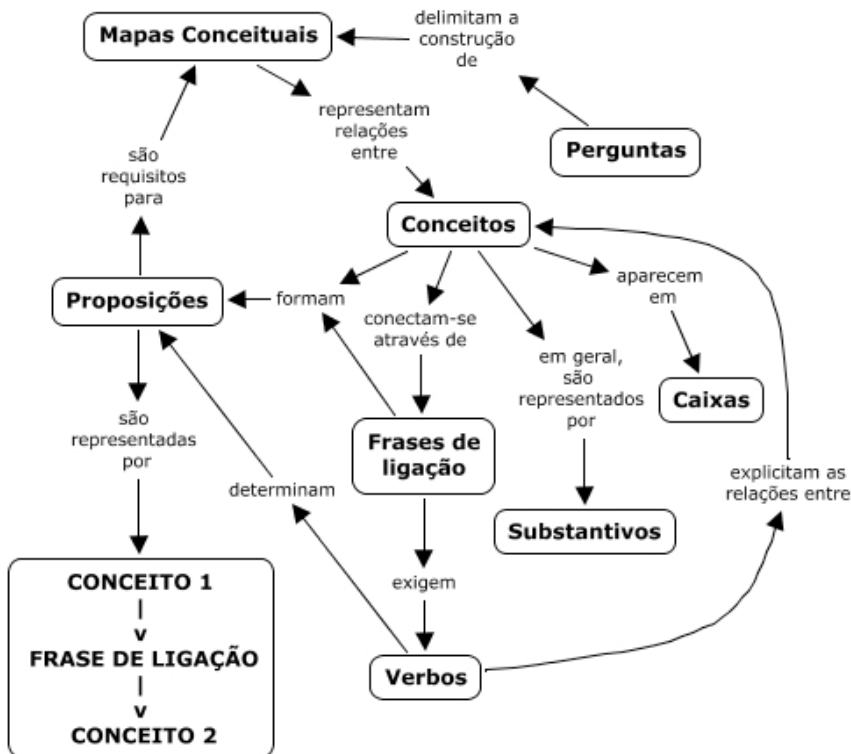 Mapas Conceituais
delimitam a
construção
de
representam
relações
entre
Perguntas
são
requisitos
para
Conceitos
Proposições
formam
conectam-se
através de
aparecem
em
em geral,
são
representados
por
Caixas
são
representadas
por
Frases de
ligação
determinam
explicitam as
relações entre
Substantivos
exigem
CONCEITO 1
|
v
FRASE DE LIGAÇÃO
|
v
CONCEITO 2
Verbos